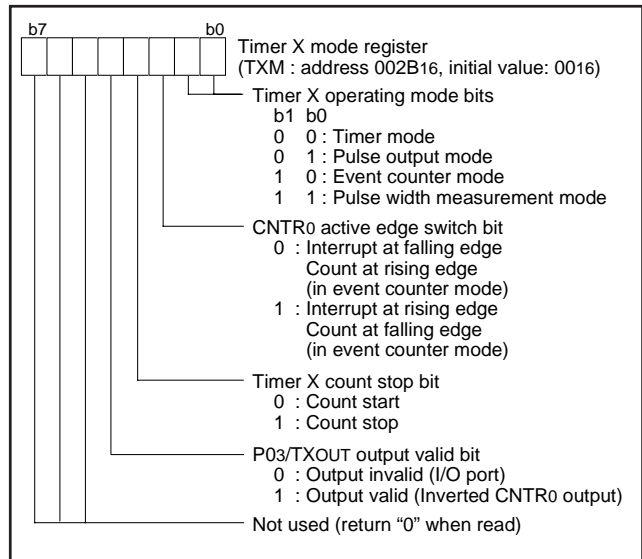 b7 b0
Timer X mode register
(TXM : address 002B16, initial value: 0016)
Timer X operating mode bits
b1 b0
0 0 : Timer mode
0 1 : Pulse output mode
1 0 : Event counter mode
1 1 : Pulse width measurement mode
CNTR0 active edge switch bit
0 : Interrupt at falling edge
Count at rising edge
(in event counter mode)
1 : Interrupt at rising edge
Count at falling edge
(in event counter mode)
Timer X count stop bit
0 : Count start
1 : Count stop
P03/TXOUT output valid bit
0 : Output invalid (I/O port)
1 : Output valid (Inverted CNTR0 output)
Not used (return “0” when read)